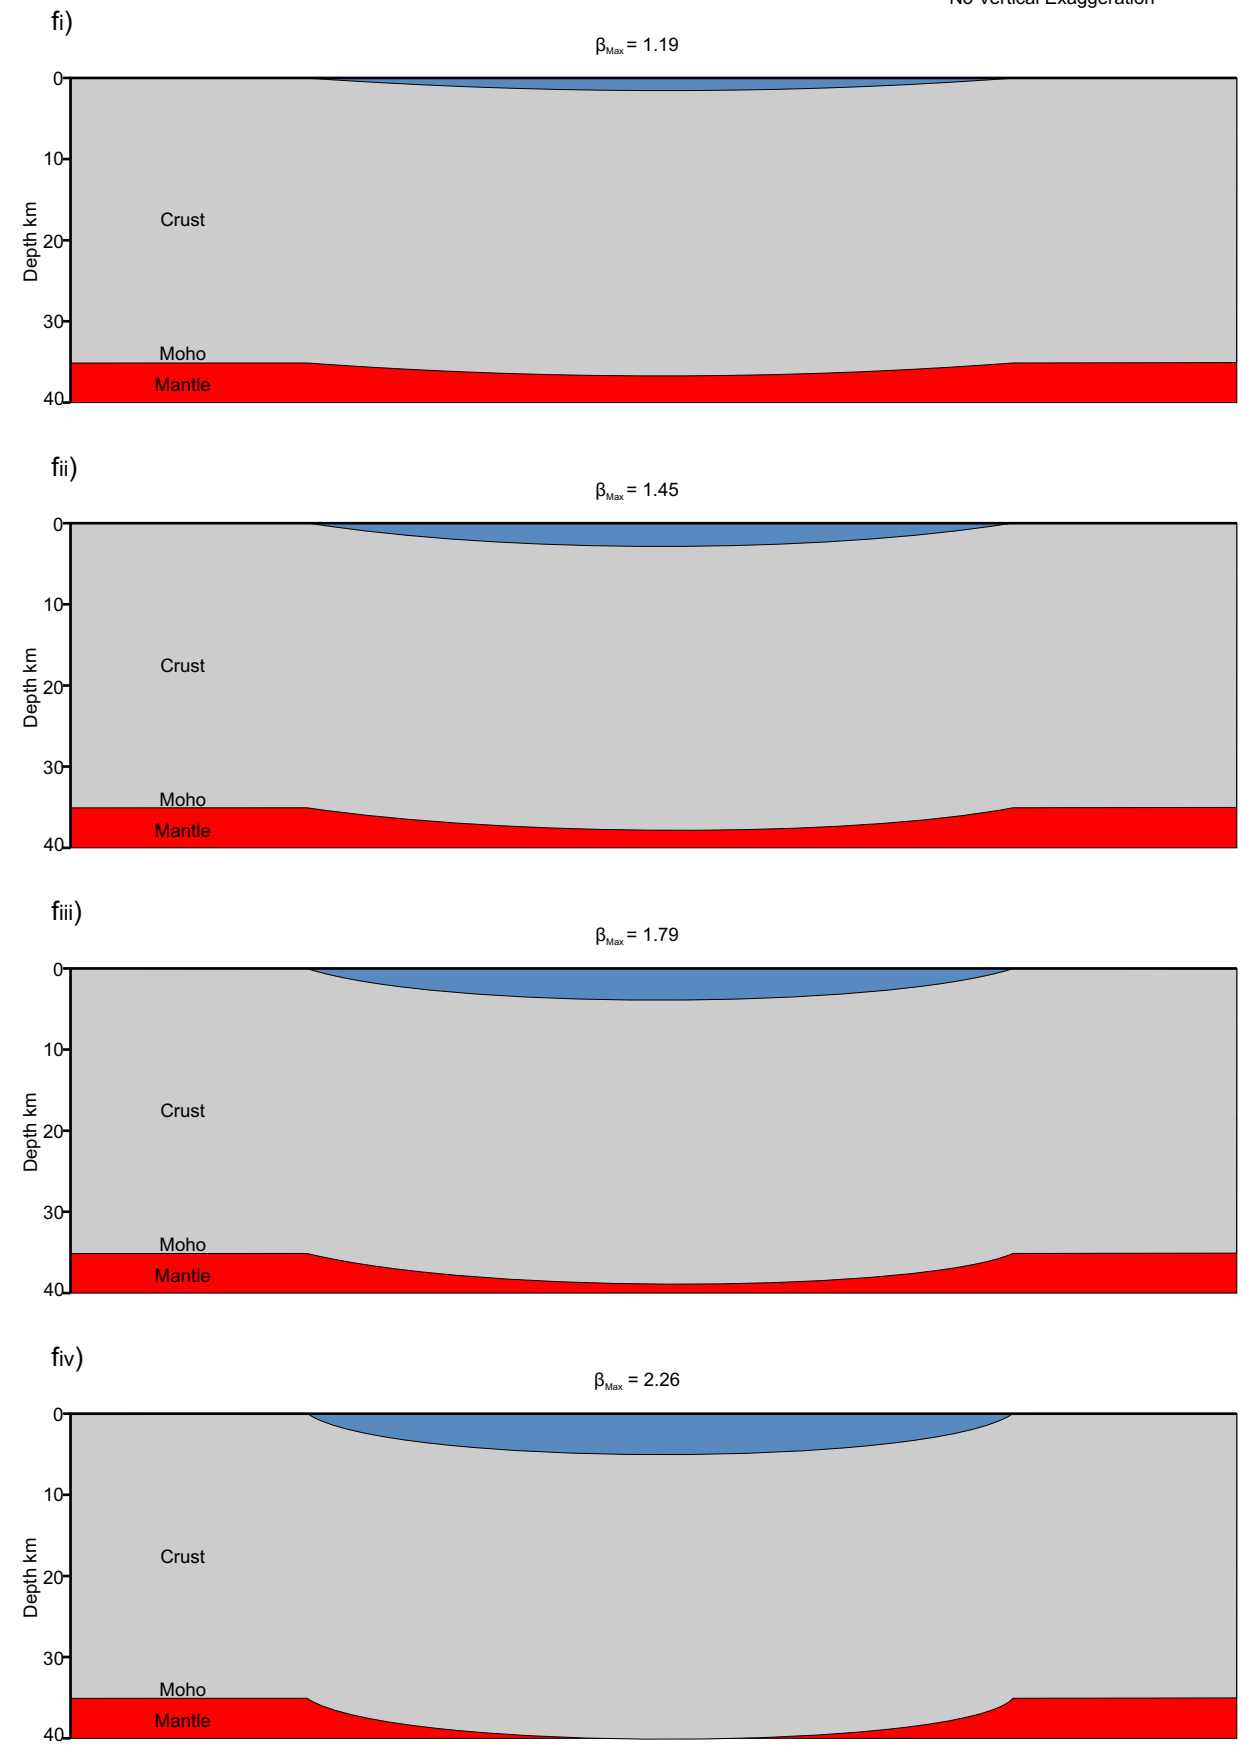 No Vertical Exaggeration
fi)
βMax = 1.19
0
10
Crust
20
Depth km
30
Moho
Mantle
40
fii)
βMax = 1.45
0
10
Crust
20
Depth km
30
Moho
Mantle
40
fiii)
βMax = 1.79
0
10
Crust
20
Depth km
30
Moho
Mantle
40
fiv)
βMax = 2.26
0
10
Crust
20
Depth km
30
Moho
Mantle
40